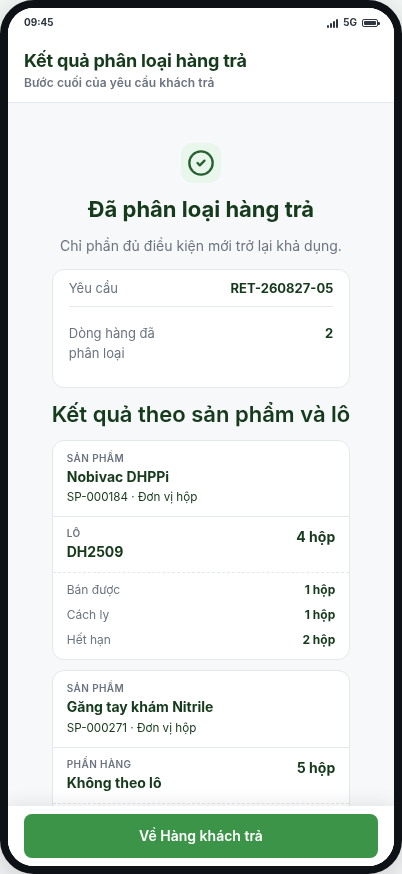 09:45
5G
Kết quả phân loại hàng trả
Bước cuối của yêu cầu khách trả
Đã phân loại hàng trả
Chỉ phần đủ điều kiện mới trở lại khả dụng.
Yêu cầu RET-260827-05
Dòng hàng đã 2
phân loại
Kết quả theo sản phẩm và lô
SẢN PHẨM
Nobivac DHPPi
SP-000184 · Đơn vị hộp
LÔ
DH2509 4 hộp
Bán được 1 hộp
Cách ly 1 hộp
Hết hạn 2 hộp
SẢN PHẨM
Găng tay khám Nitrile
SP-000271 · Đơn vị hộp
PHẦN HÀNG
Không theo lô 5 hộp
Về Hàng khách trả